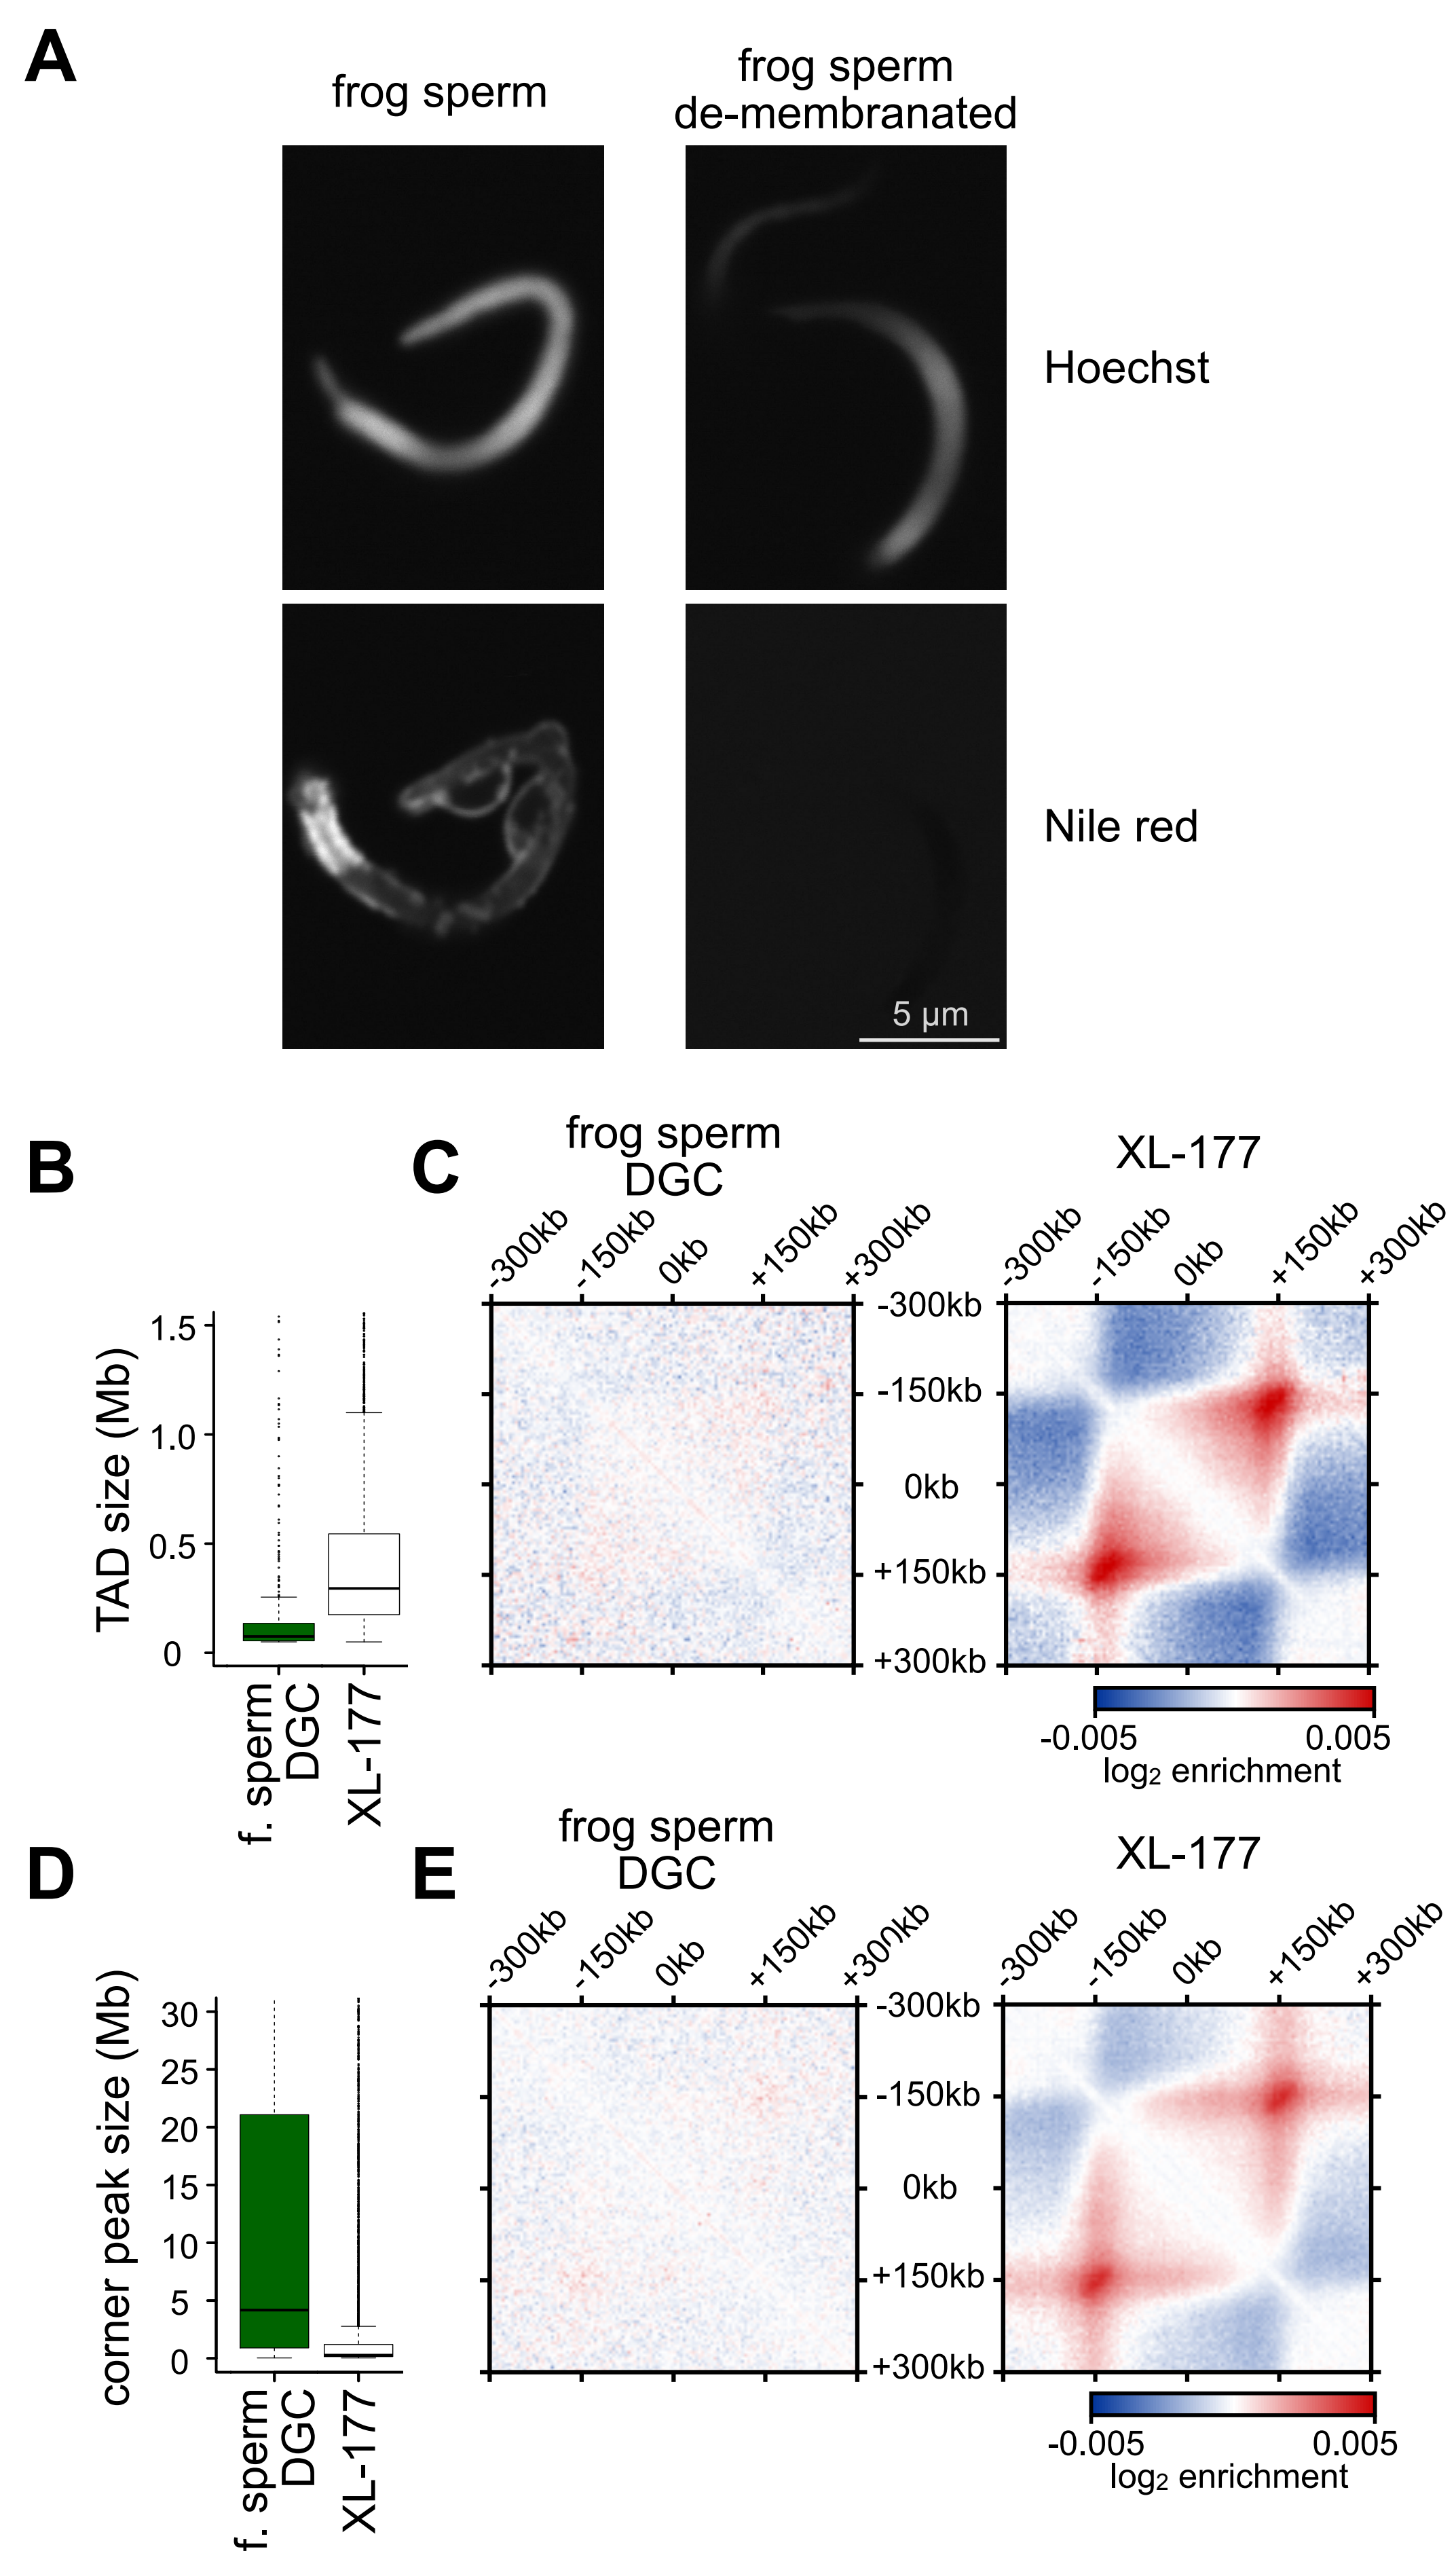 A
frog sperm
frog sperm
de-membranated
Hoechst
Nile red
5 µm
B
TAD size (Mb)
1.5
1.0
0.5
0
f. sperm
DGC
XL-177
C
frog sperm
DGC
-300kb
-150kb
0kb
+150kb
+300kb
-300kb
-150kb
0kb
+150kb
+300kb
XL-177
-300kb
-150kb
0kb
+150kb
+300kb
-0.005
0.005
log₂ enrichment
D
corner peak size (Mb)
30
25
20
15
10
5
0
f. sperm
DGC
XL-177
E
frog sperm
DGC
-300kb
-150kb
0kb
+150kb
+300kb
-300kb
-150kb
0kb
+150kb
+300kb
XL-177
-300kb
-150kb
0kb
+150kb
+300kb
-0.005
0.005
log₂ enrichment